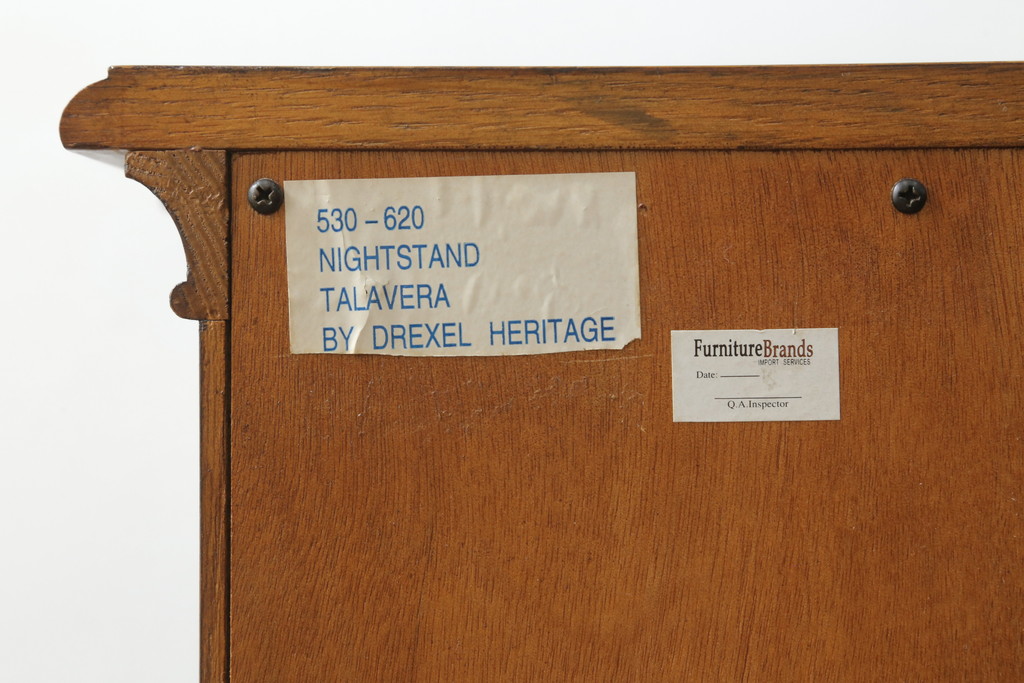 530 - 620
NIGHTSTAND
TALAVERA
BY DREXEL HERITAGE
FurnitureBrands
IMPORT SERVICES
Date:
Q.A.Inspector